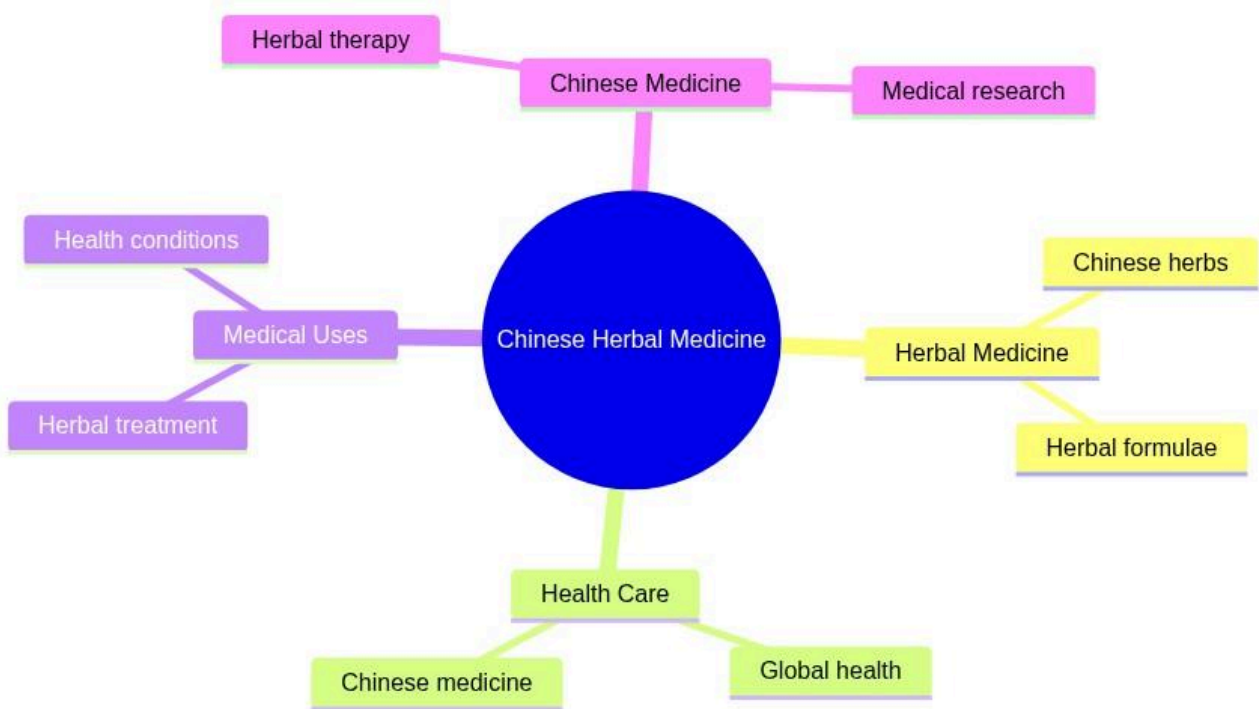 Herbal therapy
Chinese Medicine
Medical research
Health conditions
Medical Uses
Herbal treatment
Chinese Herbal Medicine
Chinese herbs
Herbal Medicine
Herbal formulae
Health Care
Chinese medicine
Global health